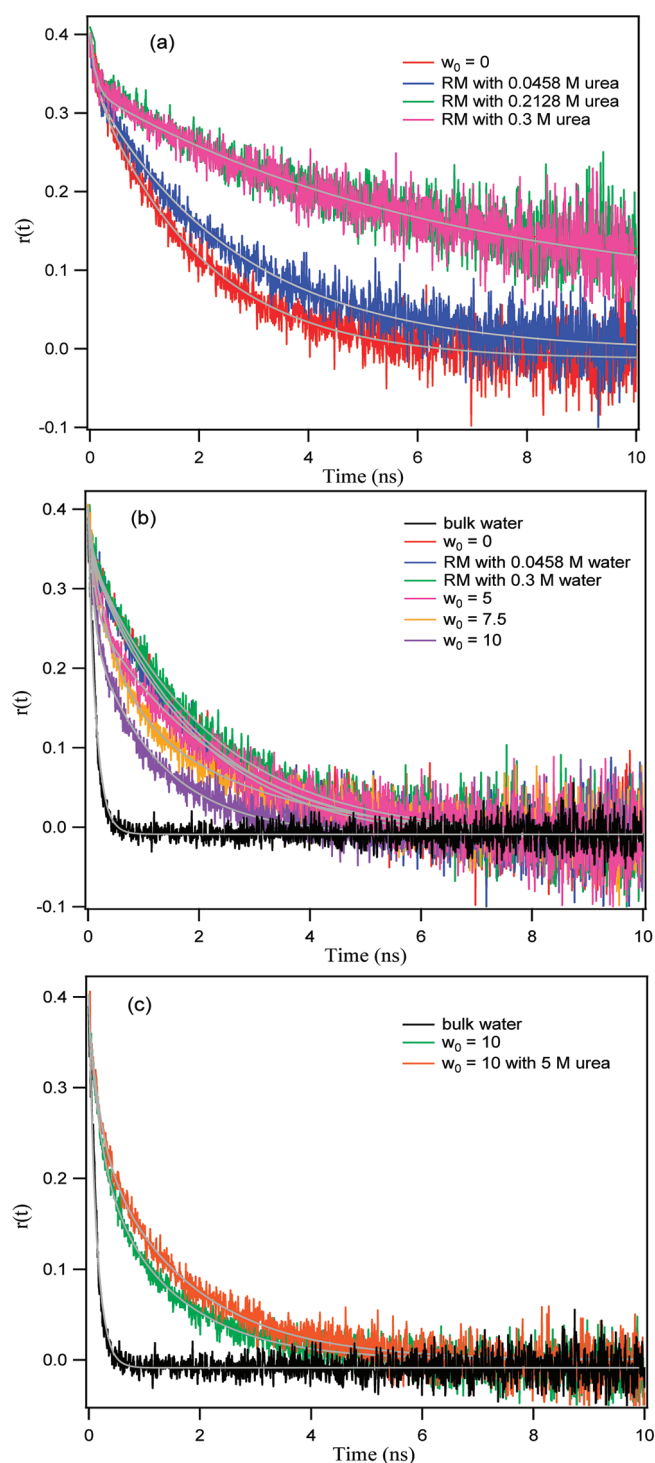 (a)
w₀ = 0
RM with 0.0458 M urea
RM with 0.2128 M urea
RM with 0.3 M urea
0.4
0.3
0.2
0.1
0.0
-0.1
r(t)
0 2 4 6 8 10
Time (ns)
(b)
bulk water
w₀ = 0
RM with 0.0458 M water
RM with 0.3 M water
w₀ = 5
w₀ = 7.5
w₀ = 10
0.4
0.3
0.2
0.1
0.0
-0.1
r(t)
0 2 4 6 8 10
Time (ns)
(c)
bulk water
w₀ = 10
w₀ = 10 with 5 M urea
0.4
0.3
0.2
0.1
0.0
r(t)
0 2 4 6 8 10
Time (ns)